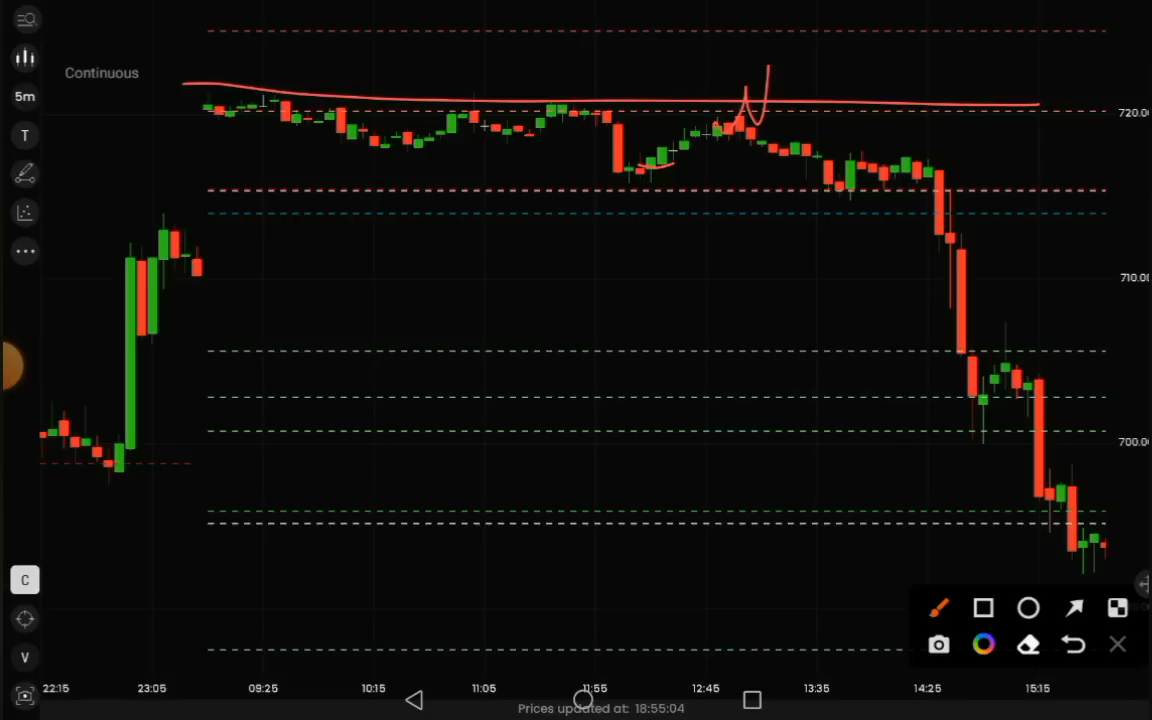 Continuous
5m
T
C
V
720.0
710.0
700.0
22:15
23:05
09:25
10:15
11:05
11:55
12:45
13:35
14:25
15:15
Prices updated at: 18:55:04